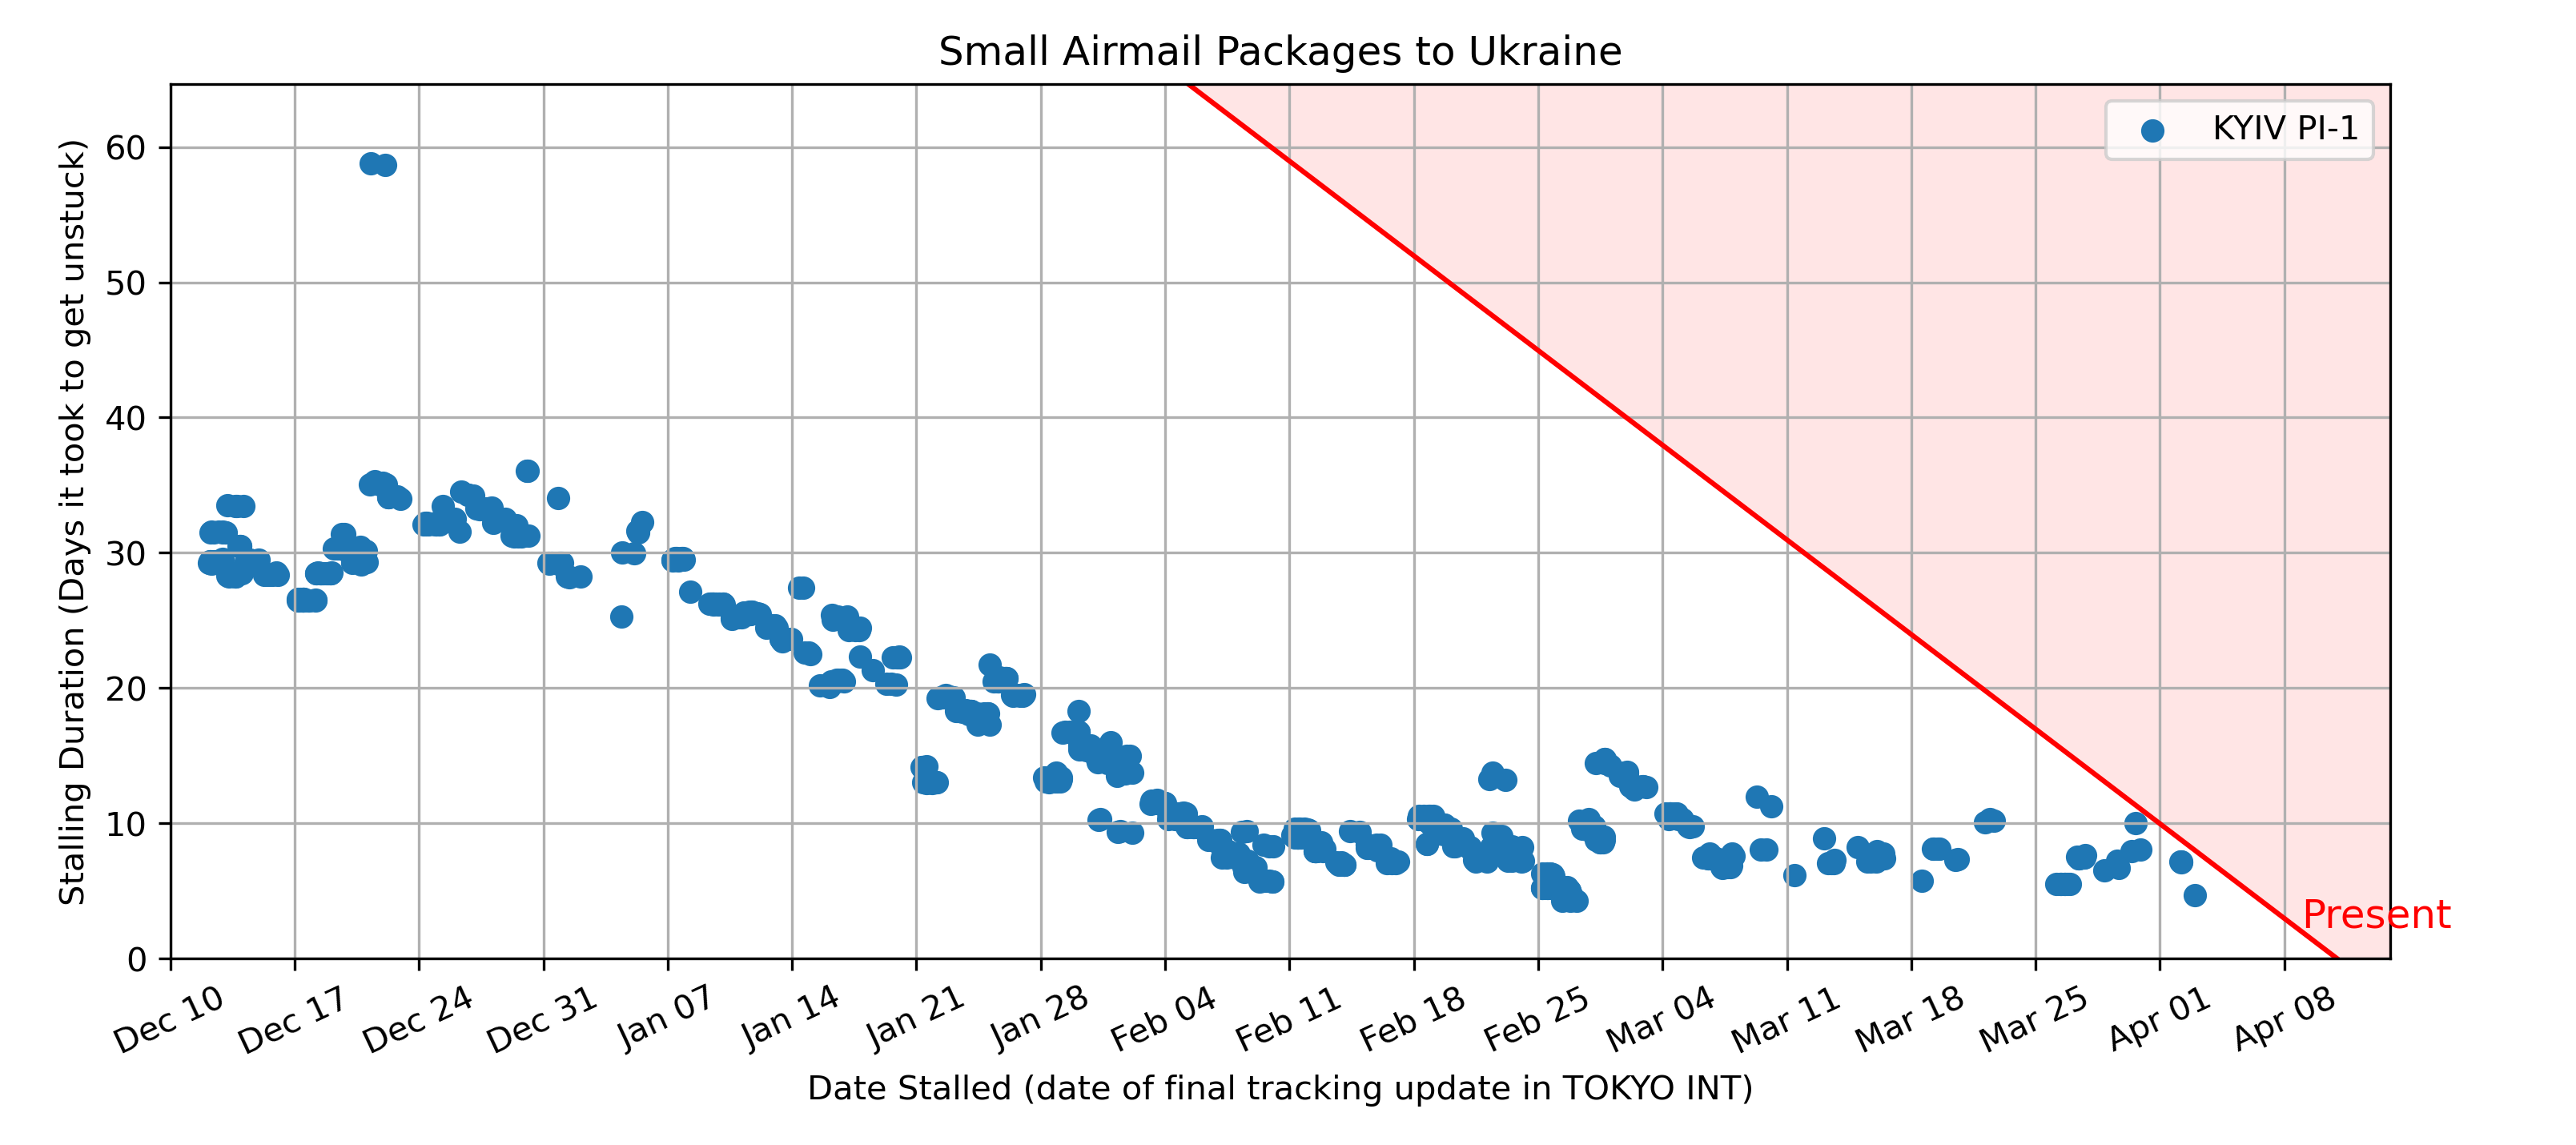 Small Airmail Packages to Ukraine
KYIV PI-1
Stalling Duration (Days it took to get unstuck)
60
50
40
30
20
10
0
Present
Dec 10
Dec 17
Dec 24
Dec 31
Jan 07
Jan 14
Jan 21
Jan 28
Feb 04
Feb 11
Feb 18
Feb 25
Mar 04
Mar 11
Mar 18
Mar 25
Apr 01
Apr 08
Date Stalled (date of final tracking update in TOKYO INT)